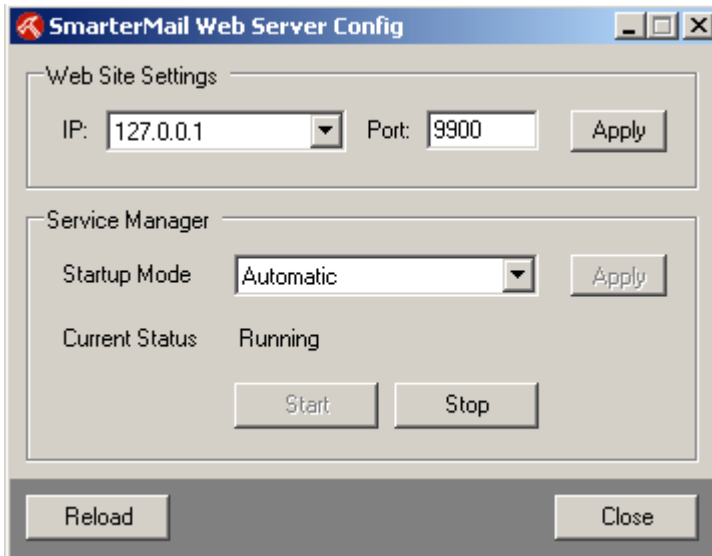 SmarterMail Web Server Config
Web Site Settings
IP: 127.0.0.1 Port: 9900 Apply
Service Manager
Startup Mode Automatic Apply
Current Status Running
Start Stop
Reload Close